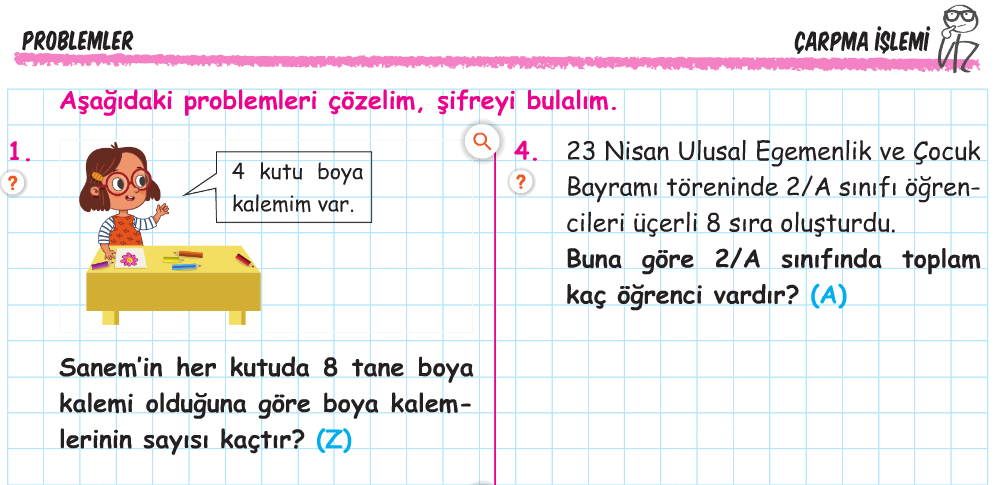 PROBLEMLER
ÇARPMA İŞLEMİ
Aşağıdaki problemleri çözelim, şifreyi bulalım.
1.
?
4 kutu boya
kalemim var.
Sanem'in her kutuda 8 tane boya
kalemi olduğuna göre boya kalem-
lerinin sayısı kaçtır? (Z)
4.
?
23 Nisan Ulusal Egemenlik ve Çocuk
Bayramı töreninde 2/A sınıfı öğren-
cileri üçerli 8 sıra oluşturdu.
Buna göre 2/A sınıfında toplam
kaç öğrenci vardır? (A)